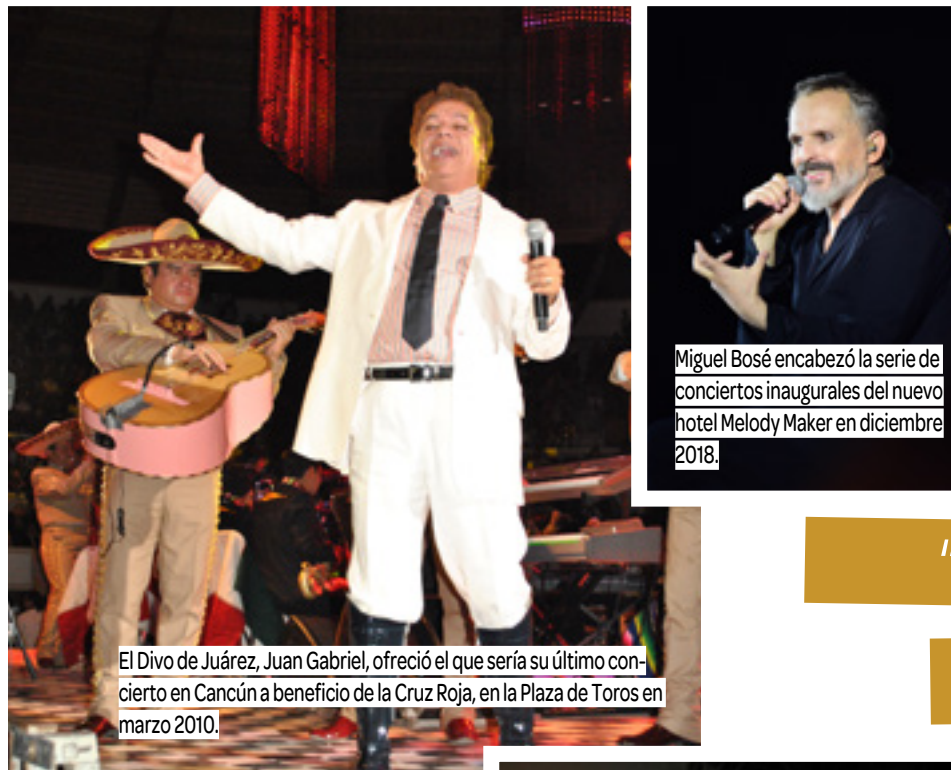 Miguel Bosé encabezó la serie de
conciertos inaugurales del nuevo
hotel Melody Maker en diciembre
2018.
El Divo de Juárez, Juan Gabriel, ofreció el que sería su último con-
cierto en Cancún a beneficio de la Cruz Roja, en la Plaza de Toros en
marzo 2010.